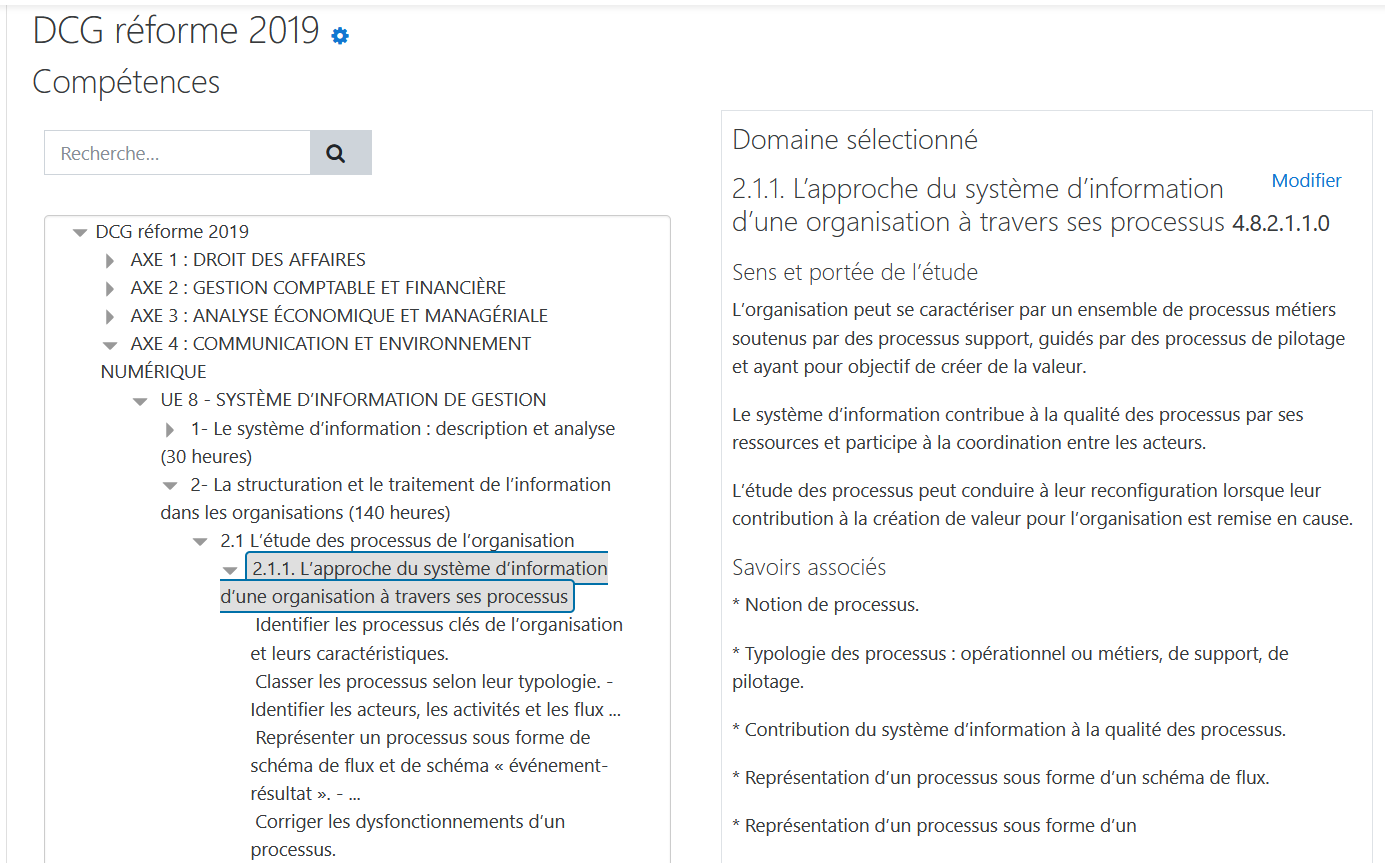 DCG réforme 2019
Compétences
Recherche...
DCG réforme 2019
AXE 1 : DROIT DES AFFAIRES
AXE 2 : GESTION COMPTABLE ET FINANCIÈRE
AXE 3 : ANALYSE ÉCONOMIQUE ET MANAGÉRIALE
AXE 4 : COMMUNICATION ET ENVIRONNEMENT
NUMÉRIQUE
UE 8 - SYSTÈME D’INFORMATION DE GESTION
1- Le système d’information : description et analyse
(30 heures)
2- La structuration et le traitement de l’information
dans les organisations (140 heures)
2.1 L’étude des processus de l’organisation
2.1.1. L’approche du système d’information
d’une organisation à travers ses processus
Identifier les processus clés de l’organisation
et leurs caractéristiques.
Classer les processus selon leur typologie. -
Identifier les acteurs, les activités et les flux ...
Représenter un processus sous forme de
schéma de flux et de schéma « événement-
résultat ». - ...
Corriger les dysfonctionnements d’un
processus.
Domaine sélectionné
2.1.1. L’approche du système d’information
Modifier
d’une organisation à travers ses processus 4.8.2.1.1.0
Sens et portée de l’étude
L’organisation peut se caractériser par un ensemble de processus métiers
soutenus par des processus support, guidés par des processus de pilotage
et ayant pour objectif de créer de la valeur.
Le système d’information contribue à la qualité des processus par ses
ressources et participe à la coordination entre les acteurs.
L’étude des processus peut conduire à leur reconfiguration lorsque leur
contribution à la création de valeur pour l’organisation est remise en cause.
Savoirs associés
* Notion de processus.
* Typologie des processus : opérationnel ou métiers, de support, de
pilotage.
* Contribution du système d’information à la qualité des processus.
* Représentation d’un processus sous forme d’un schéma de flux.
* Représentation d’un processus sous forme d’un